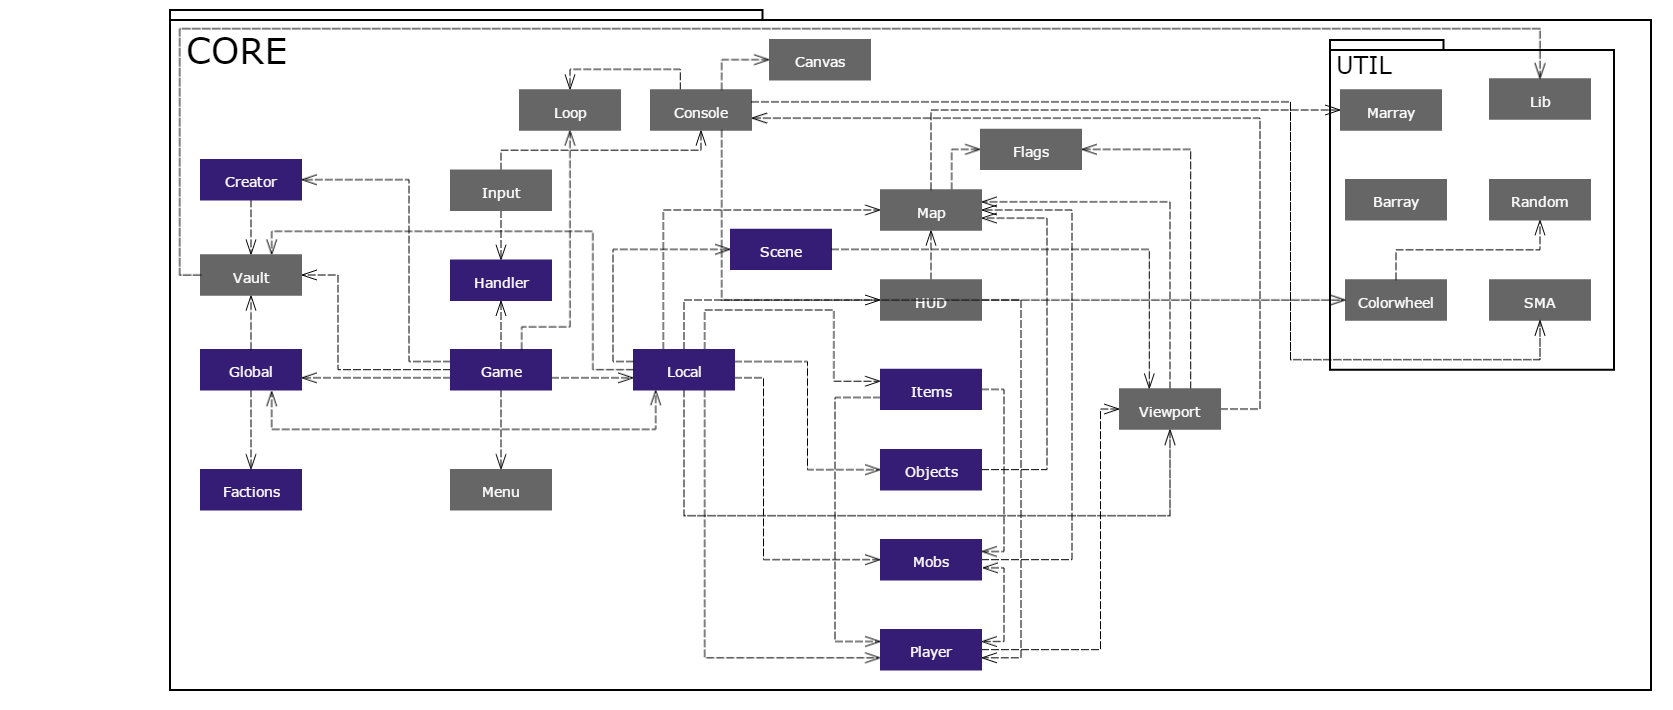 CORE
Canvas
UTIL
Loop
Console
Marray
Lib
Flags
Creator
Input
Map
Barray
Random
Scene
Vault
Handler
HUD
Colorwheel
SMA
Global
Game
Local
Items
Viewport
Factions
Menu
Objects
Mobs
Player